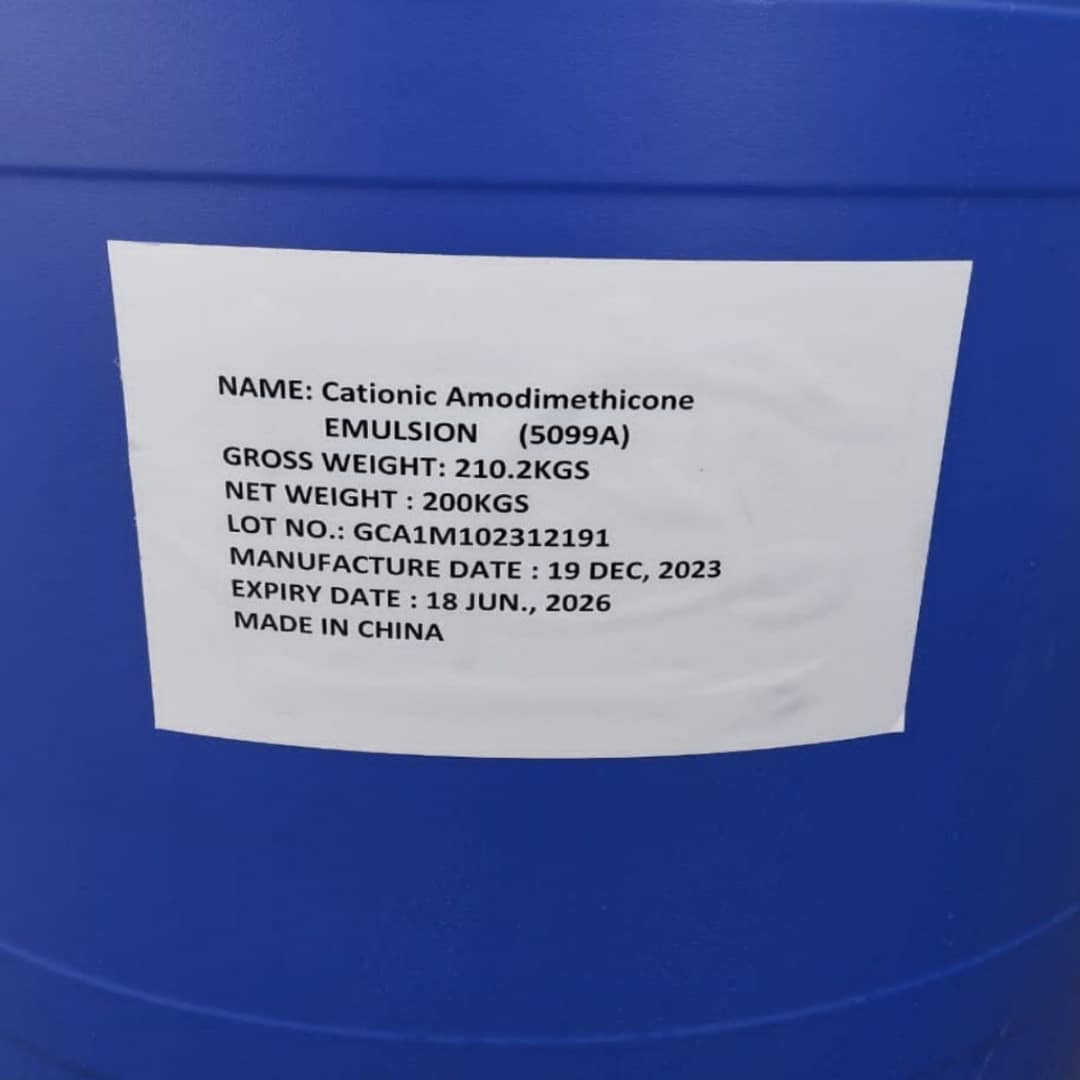 NAME: Cationic Amodimethicone
EMULSION (5099A)
GROSS WEIGHT: 210.2KGS
NET WEIGHT : 200KGS
LOT NO.: GCA1M102312191
MANUFACTURE DATE : 19 DEC, 2023
EXPIRY DATE : 18 JUN., 2026
MADE IN CHINA